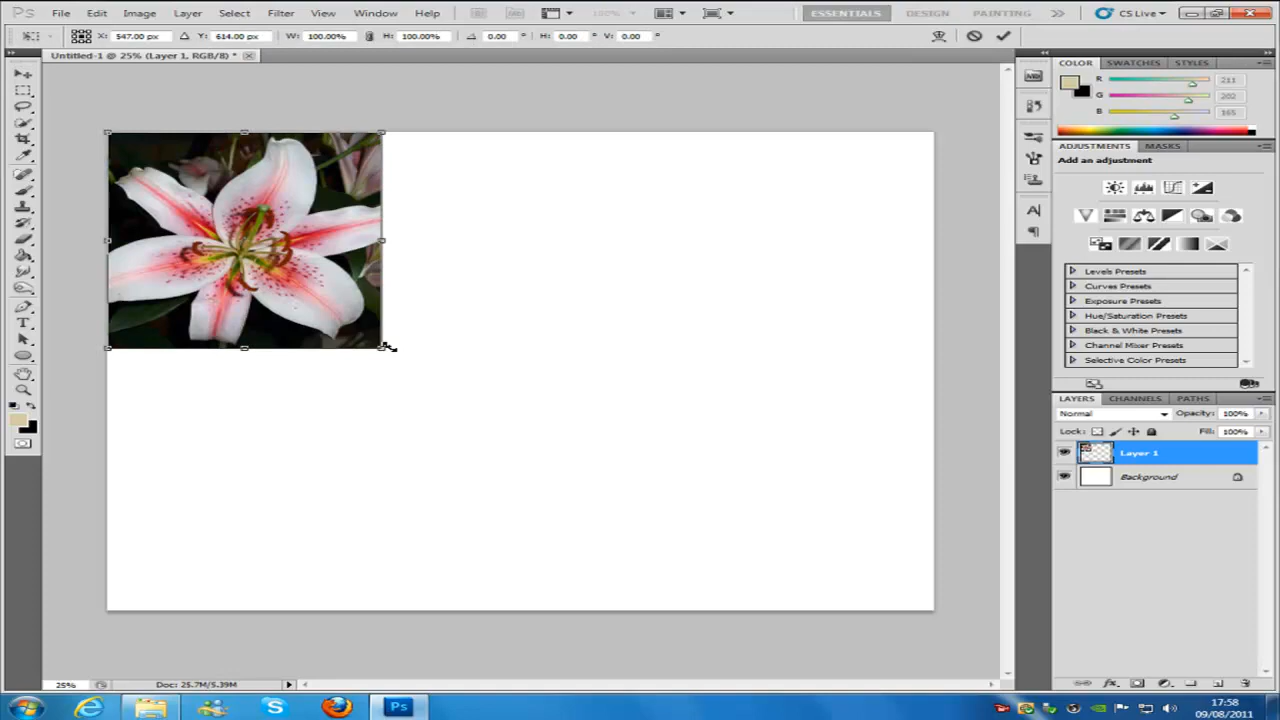 Ps File Edit Image Layer Select Filter View Window Help 100% ESSENTIALS DESIGN PAINTING CS Live
X: 547.00 px Y: 614.00 px W: 100.00% H: 100.00% 0.00 ° H: 0.00 ° V: 0.00 °
Untitled-1 @ 25% (Layer 1, RGB/8) *
COLOR SWATCHES STYLES
R 211
G 202
B 165
ADJUSTMENTS MASKS
Add an adjustment
Levels Presets
Curves Presets
Exposure Presets
Hue/Saturation Presets
Black & White Presets
Channel Mixer Presets
Selective Color Presets
LAYERS CHANNELS PATHS
Normal Opacity: 100%
Lock: Fill: 100%
Layer 1
Background
25% Doc: 25.7M/5.39M
Ps
17:58
09/08/2011